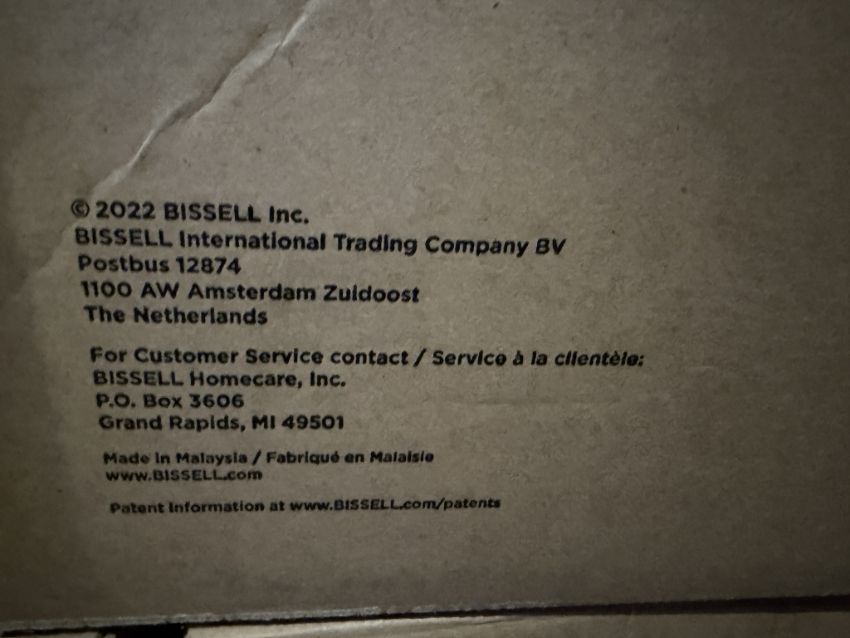 © 2022 BISSELL Inc.
BISSELL International Trading Company BV
Postbus 12874
1100 AW Amsterdam Zuidoost
The Netherlands
For Customer Service contact / Service à la clientèle:
BISSELL Homecare, Inc.
P.O. Box 3606
Grand Rapids, MI 49501
Made in Malaysia / Fabriqué en Malaisie
www.BISSELL.com
Patent Information at www.BISSELL.com/patents